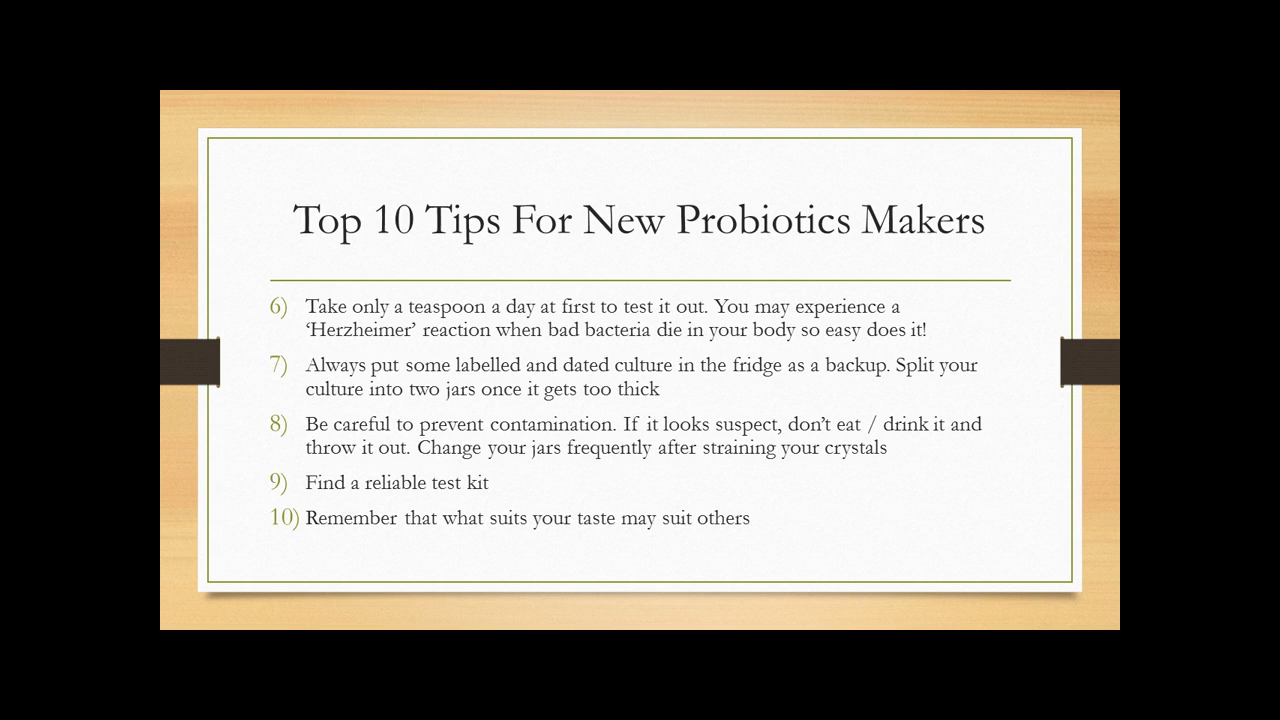 Top 10 Tips For New Probiotics Makers
6) Take only a teaspoon a day at first to test it out. You may experience a
‘Herzheimer’ reaction when bad bacteria die in your body so easy does it!
7) Always put some labelled and dated culture in the fridge as a backup. Split your
culture into two jars once it gets too thick
8) Be careful to prevent contamination. If it looks suspect, don’t eat / drink it and
throw it out. Change your jars frequently after straining your crystals
9) Find a reliable test kit
10) Remember that what suits your taste may suit others